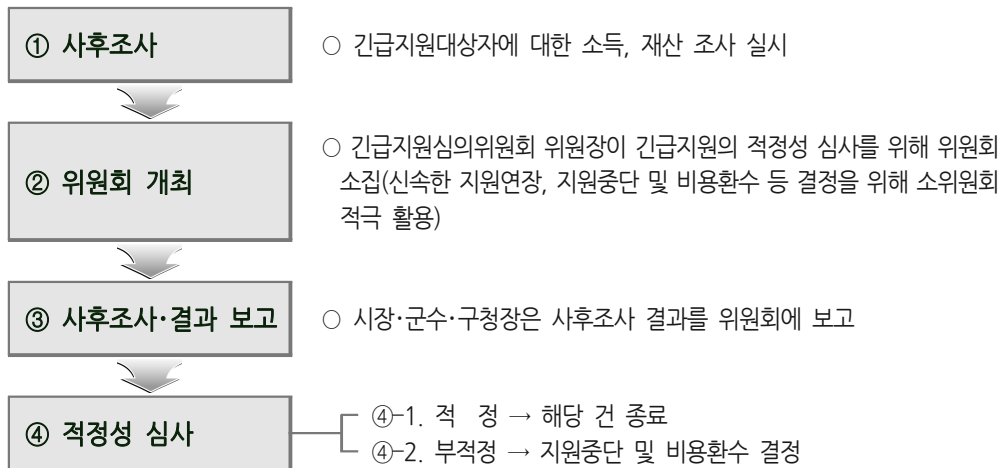 ① 사후조사
○ 긴급지원대상자에 대한 소득, 재산 조사 실시
② 위원회 개최
○ 긴급지원심의위원회 위원장이 긴급지원의 적정성 심사를 위해 위원회
소집(신속한 지원연장, 지원중단 및 비용환수 등 결정을 위해 소위원회
적극 활용)
③ 사후조사·결과 보고
○ 시장·군수·구청장은 사후조사 결과를 위원회에 보고
④ 적정성 심사
④-1. 적 정 → 해당 건 종료
④-2. 부적정 → 지원중단 및 비용환수 결정